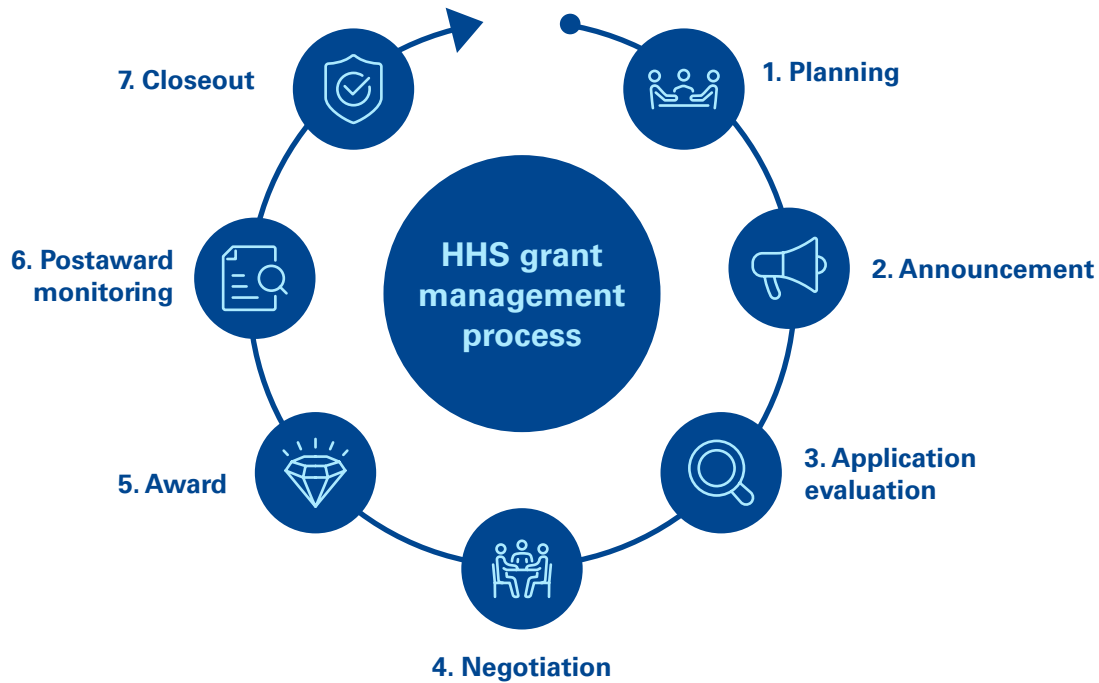 HHS grant
management
process
1. Planning
2. Announcement
3. Application
evaluation
4. Negotiation
5. Award
6. Postaward
monitoring
7. Closeout